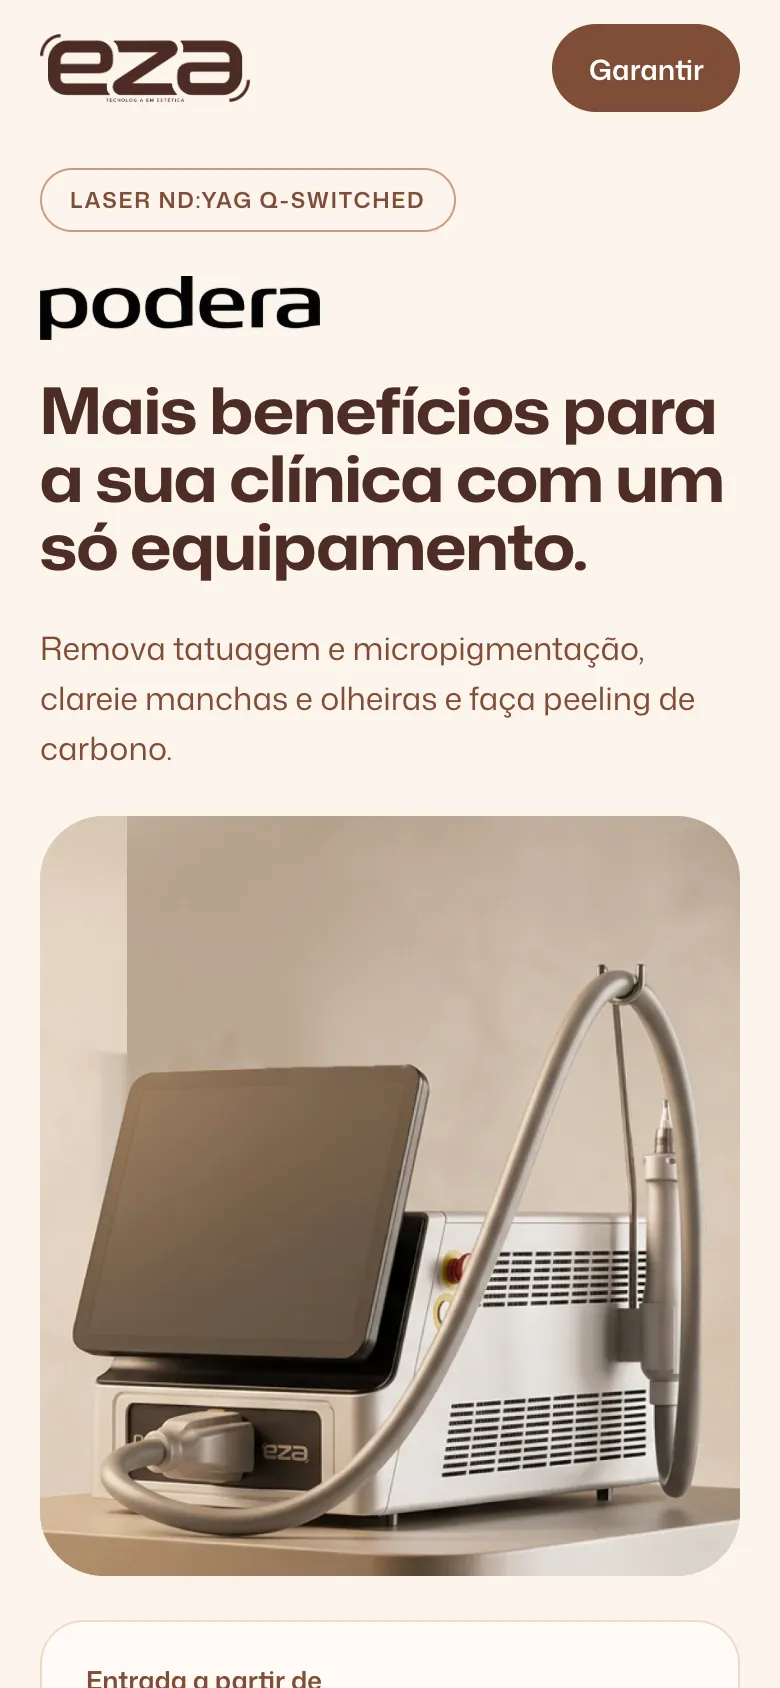 eza
TECNOLOGIA EM ESTÉTICA
Garantir
LASER ND:YAG Q-SWITCHED
podera
Mais benefícios para
a sua clínica com um
só equipamento.
Remova tatuagem e micropigmentação,
clareie manchas e olheiras e faça peeling de
carbono.
eza
Entrada a partir de